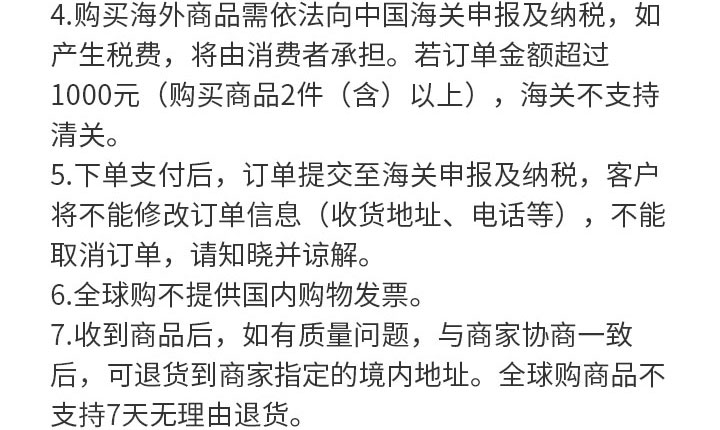 4.购买海外商品需依法向中国海关申报及纳税，如
产生税费，将由消费者承担。若订单金额超过
1000元（购买商品2件（含）以上），海关不支持
清关。
5.下单支付后，订单提交至海关申报及纳税，客户
将不能修改订单信息（收货地址、电话等），不能
取消订单，请知晓并谅解。
6.全球购不提供国内购物发票。
7.收到商品后，如有质量问题，与商家协商一致
后，可退货到商家指定的境内地址。全球购商品不
支持7天无理由退货。